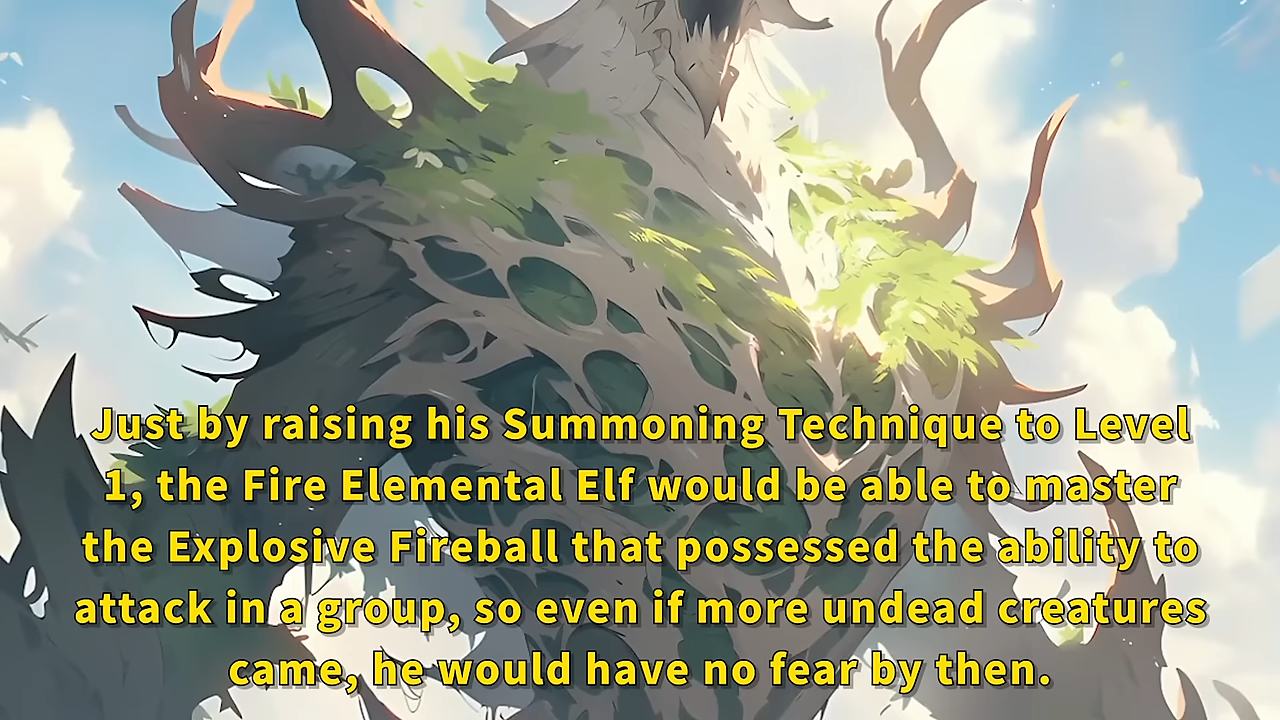 Just by raising his Summoning Technique to Level
1, the Fire Elemental Elf would be able to master
the Explosive Fireball that possessed the ability to
attack in a group, so even if more undead creatures
came, he would have no fear by then.